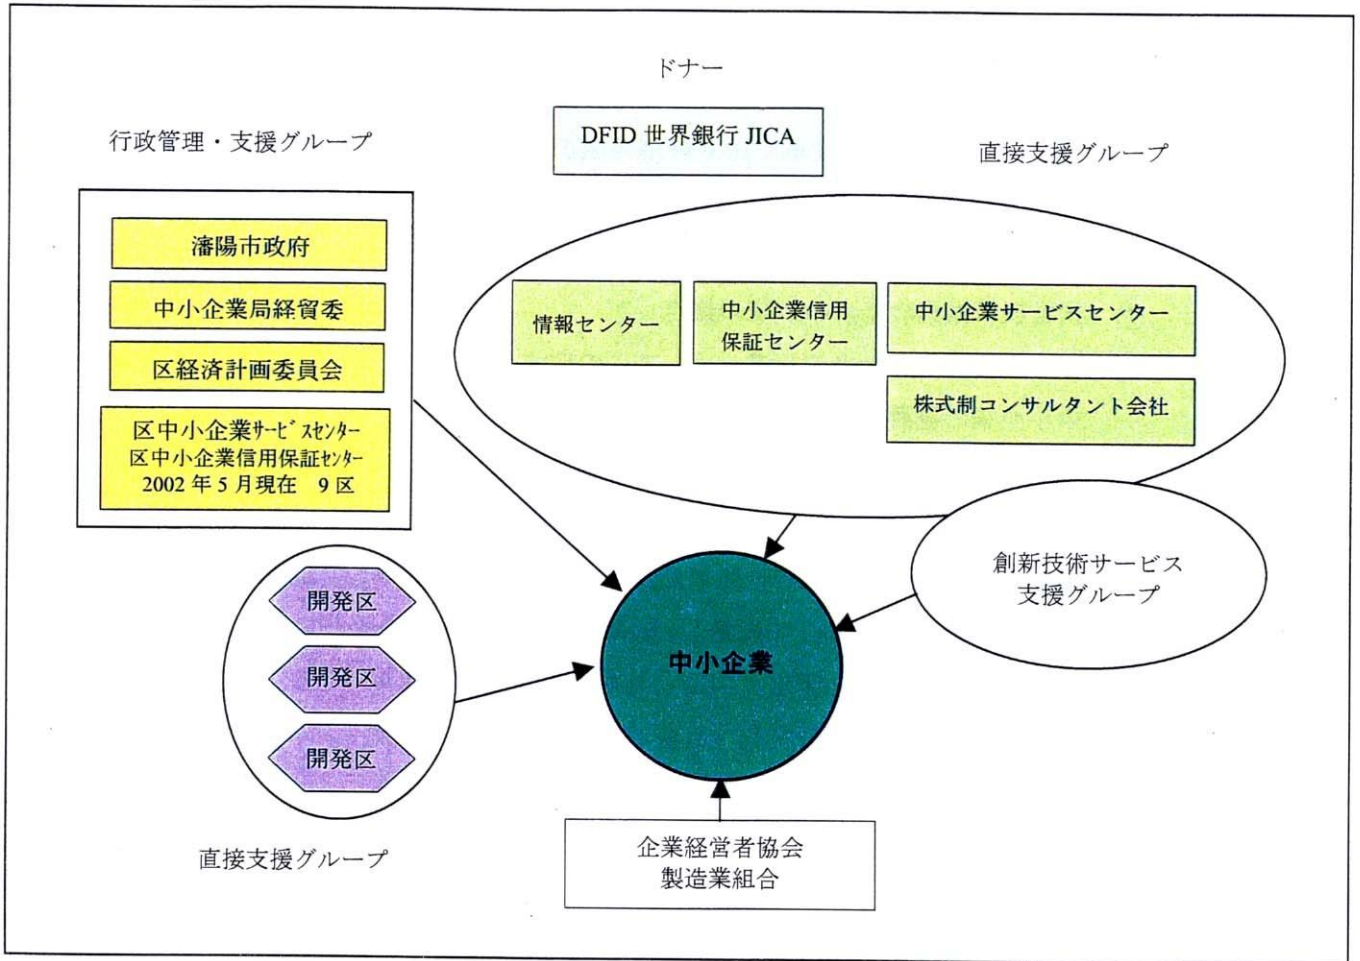 ドナー
DFID 世界銀行 JICA
行政管理・支援グループ
瀋陽市政府
中小企業局経貿委
区経済計画委員会
区中小企業ｻｰﾋﾞｽｾﾝﾀｰ
区中小企業信用保証ｾﾝﾀｰ
2002 年 5 月現在　9 区
直接支援グループ
情報センター
中小企業信用
保証センター
中小企業サービスセンター
株式制コンサルタント会社
創新技術サービス
支援グループ
開発区
開発区
開発区
直接支援グループ
中小企業
企業経営者協会
製造業組合